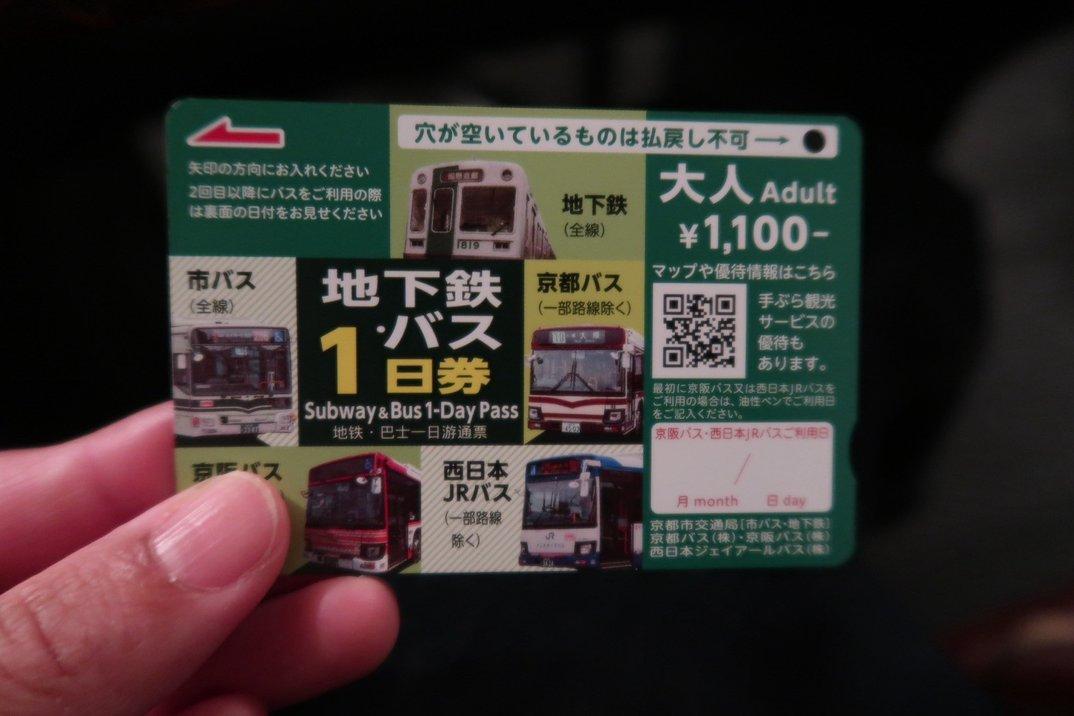 穴が空いているものは払戻し不可→
矢印の方向にお入れください
2回目以降にバスをご利用の際
は裏面の日付をお見せください
地下鉄
(全線)
1819
大人 Adult
¥1,100-
マップや優待情報はこちら
手ぶら観光
サービスの
優待も
あります。
市バス
(全線)
地下鉄
・バス
1日券
Subway&Bus 1-Day Pass
地铁・巴士一日游通票
京都バス
(一部路線除く)
最初に京阪バス又は西日本JRバスを
ご利用の場合は、油性ペンでご利用日
をご記入ください。
京阪バス・西日本JRバスご利用日
/
月 month 日 day
京阪バス
西日本
JRバス
(一部路線
除く)
JR
京都市交通局[市バス・地下鉄]
京都バス(株)・京阪バス(株)
西日本ジェイアールバス(株)